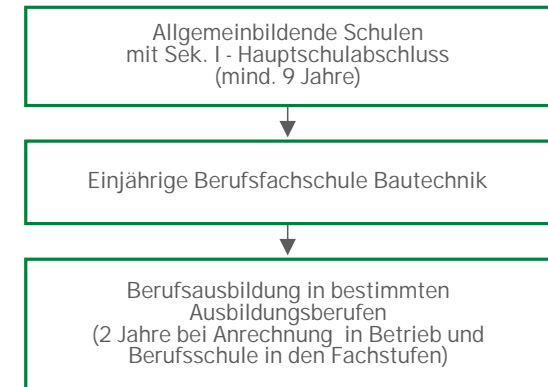 Allgemeinbildende Schulen
mit Sek. I - Hauptschulabschluss
(mind. 9 Jahre)
Einjährige Berufsfachschule Bautechnik
Berufsausbildung in bestimmten
Ausbildungsberufen
(2 Jahre bei Anrechnung in Betrieb und
Berufsschule in den Fachstufen)